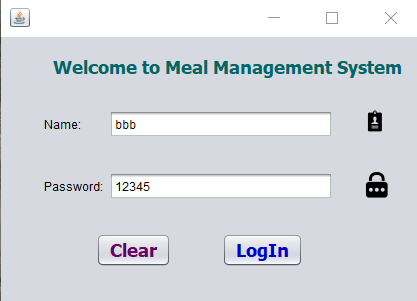 Welcome to Meal Management System
Name: bbb
Password: 12345
Clear LogIn